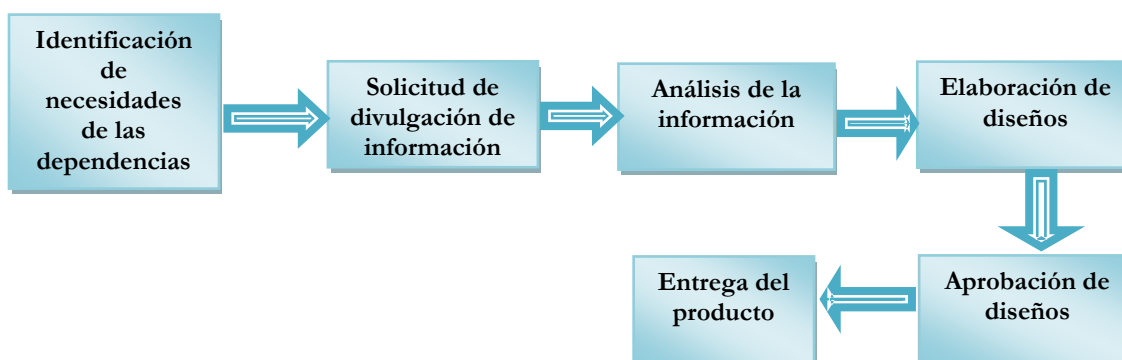 Identificación
de
necesidades
de las
dependencias
Solicitud de
divulgación de
información
Análisis de la
información
Elaboración de
diseños
Aprobación de
diseños
Entrega del
producto